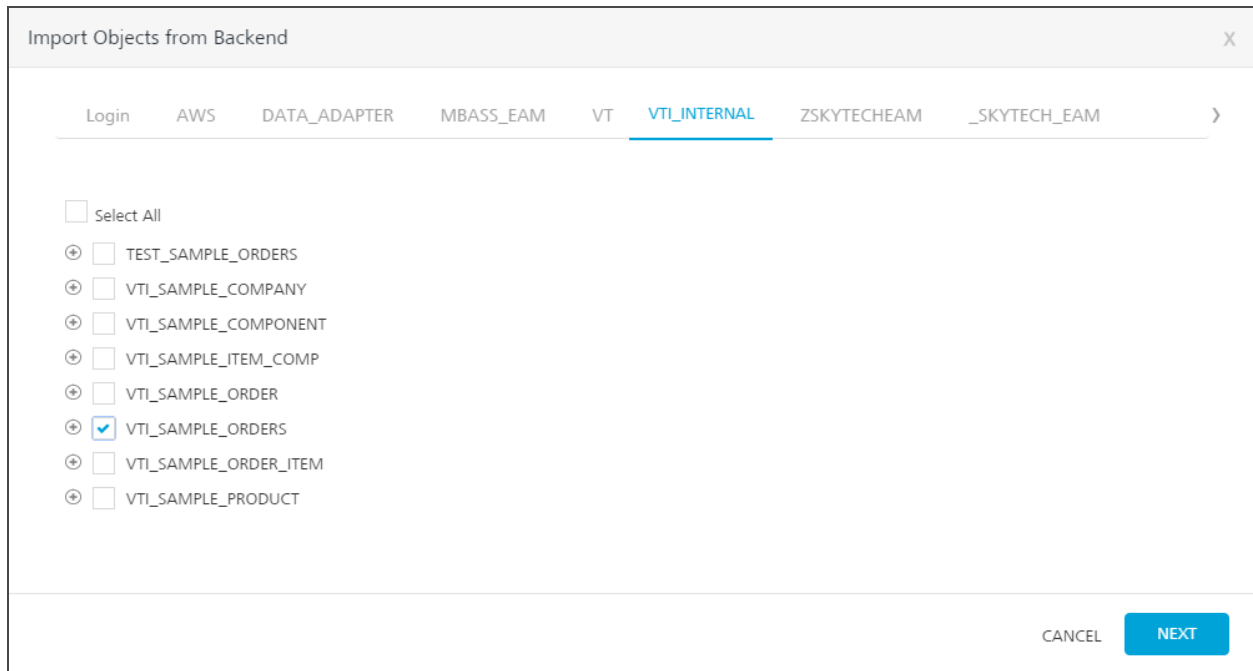 Import Objects from Backend X
Login AWS DATA_ADAPTER MBASS_EAM VT VTI_INTERNAL ZSKYTECHEAM _SKYTECH_EAM
Select All
TEST_SAMPLE_ORDERS
VTI_SAMPLE_COMPANY
VTI_SAMPLE_COMPONENT
VTI_SAMPLE_ITEM_COMP
VTI_SAMPLE_ORDER
VTI_SAMPLE_ORDERS
VTI_SAMPLE_ORDER_ITEM
VTI_SAMPLE_PRODUCT
CANCEL NEXT